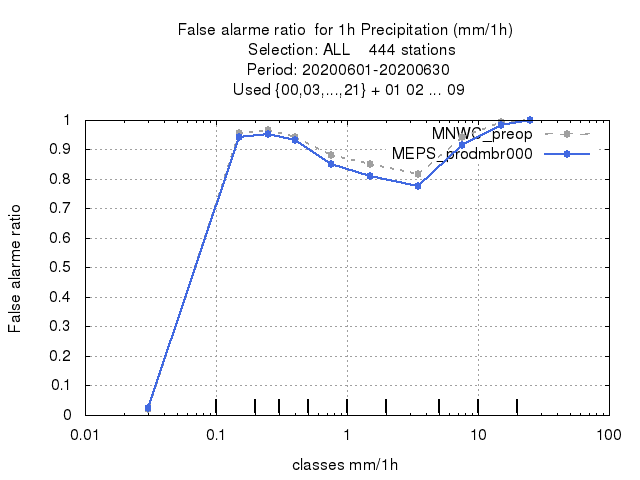 False alarme ratio  for 1h Precipitation (mm/1h)
Selection: ALL    444 stations
Period: 20200601-20200630
Used {00,03,...,21} + 01 02 ... 09
MNWC_preop
MEPS_prodmbr000
1
0.9
0.8
0.7
0.6
0.5
0.4
0.3
0.2
0.1
0
False alarme ratio
0.01 0.1 1 10 100
classes mm/1h